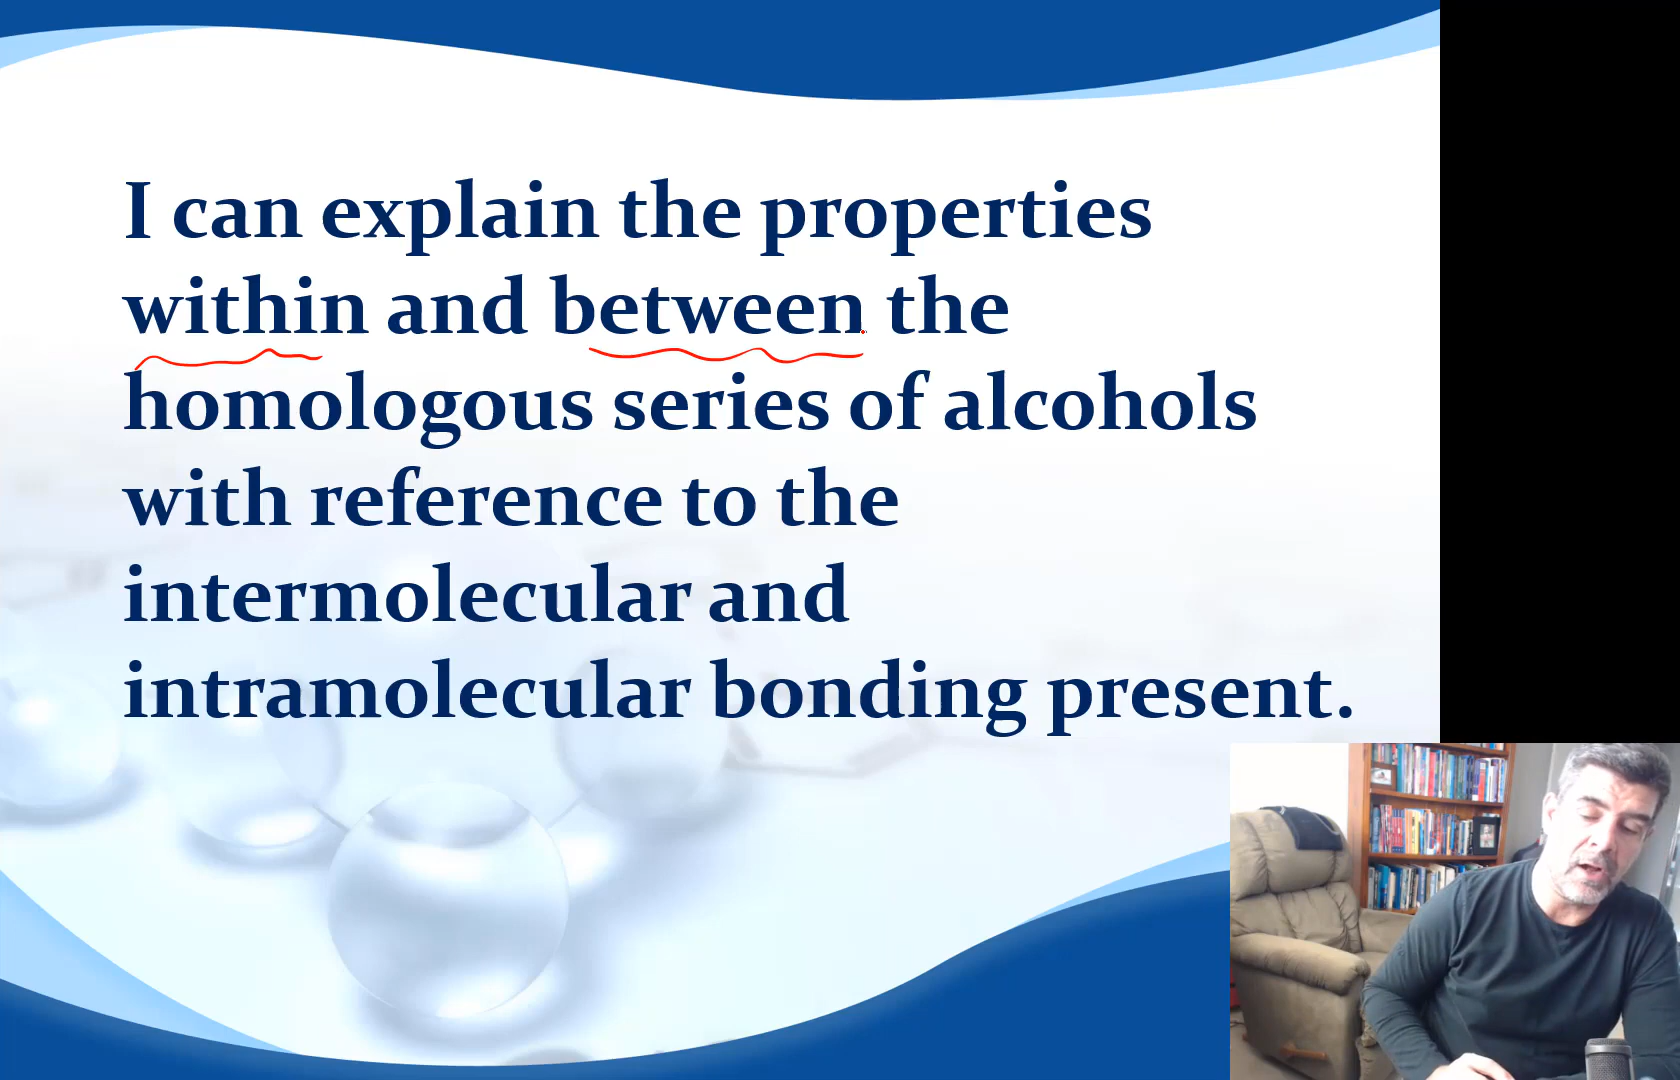 I can explain the properties
within and between the
homologous series of alcohols
with reference to the
intermolecular and
intramolecular bonding present.